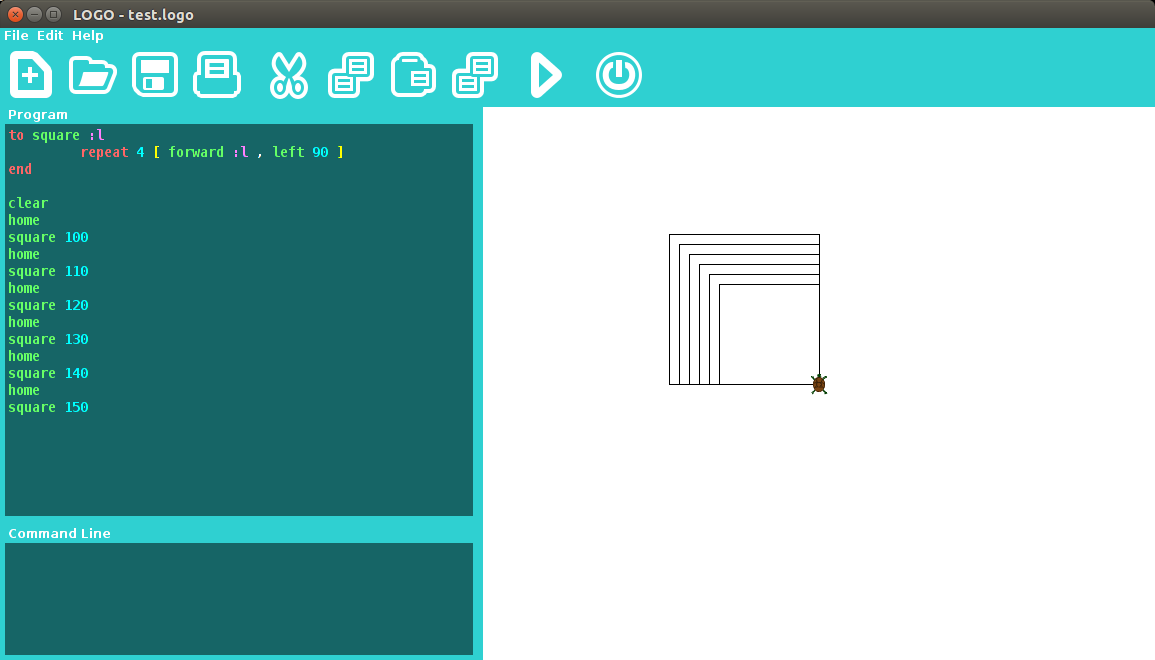 LOGO - test.logo
File Edit Help
Program
to square :l
repeat 4 [ forward :l , left 90 ]
end
clear
home
square 100
home
square 110
home
square 120
home
square 130
home
square 140
home
square 150
Command Line